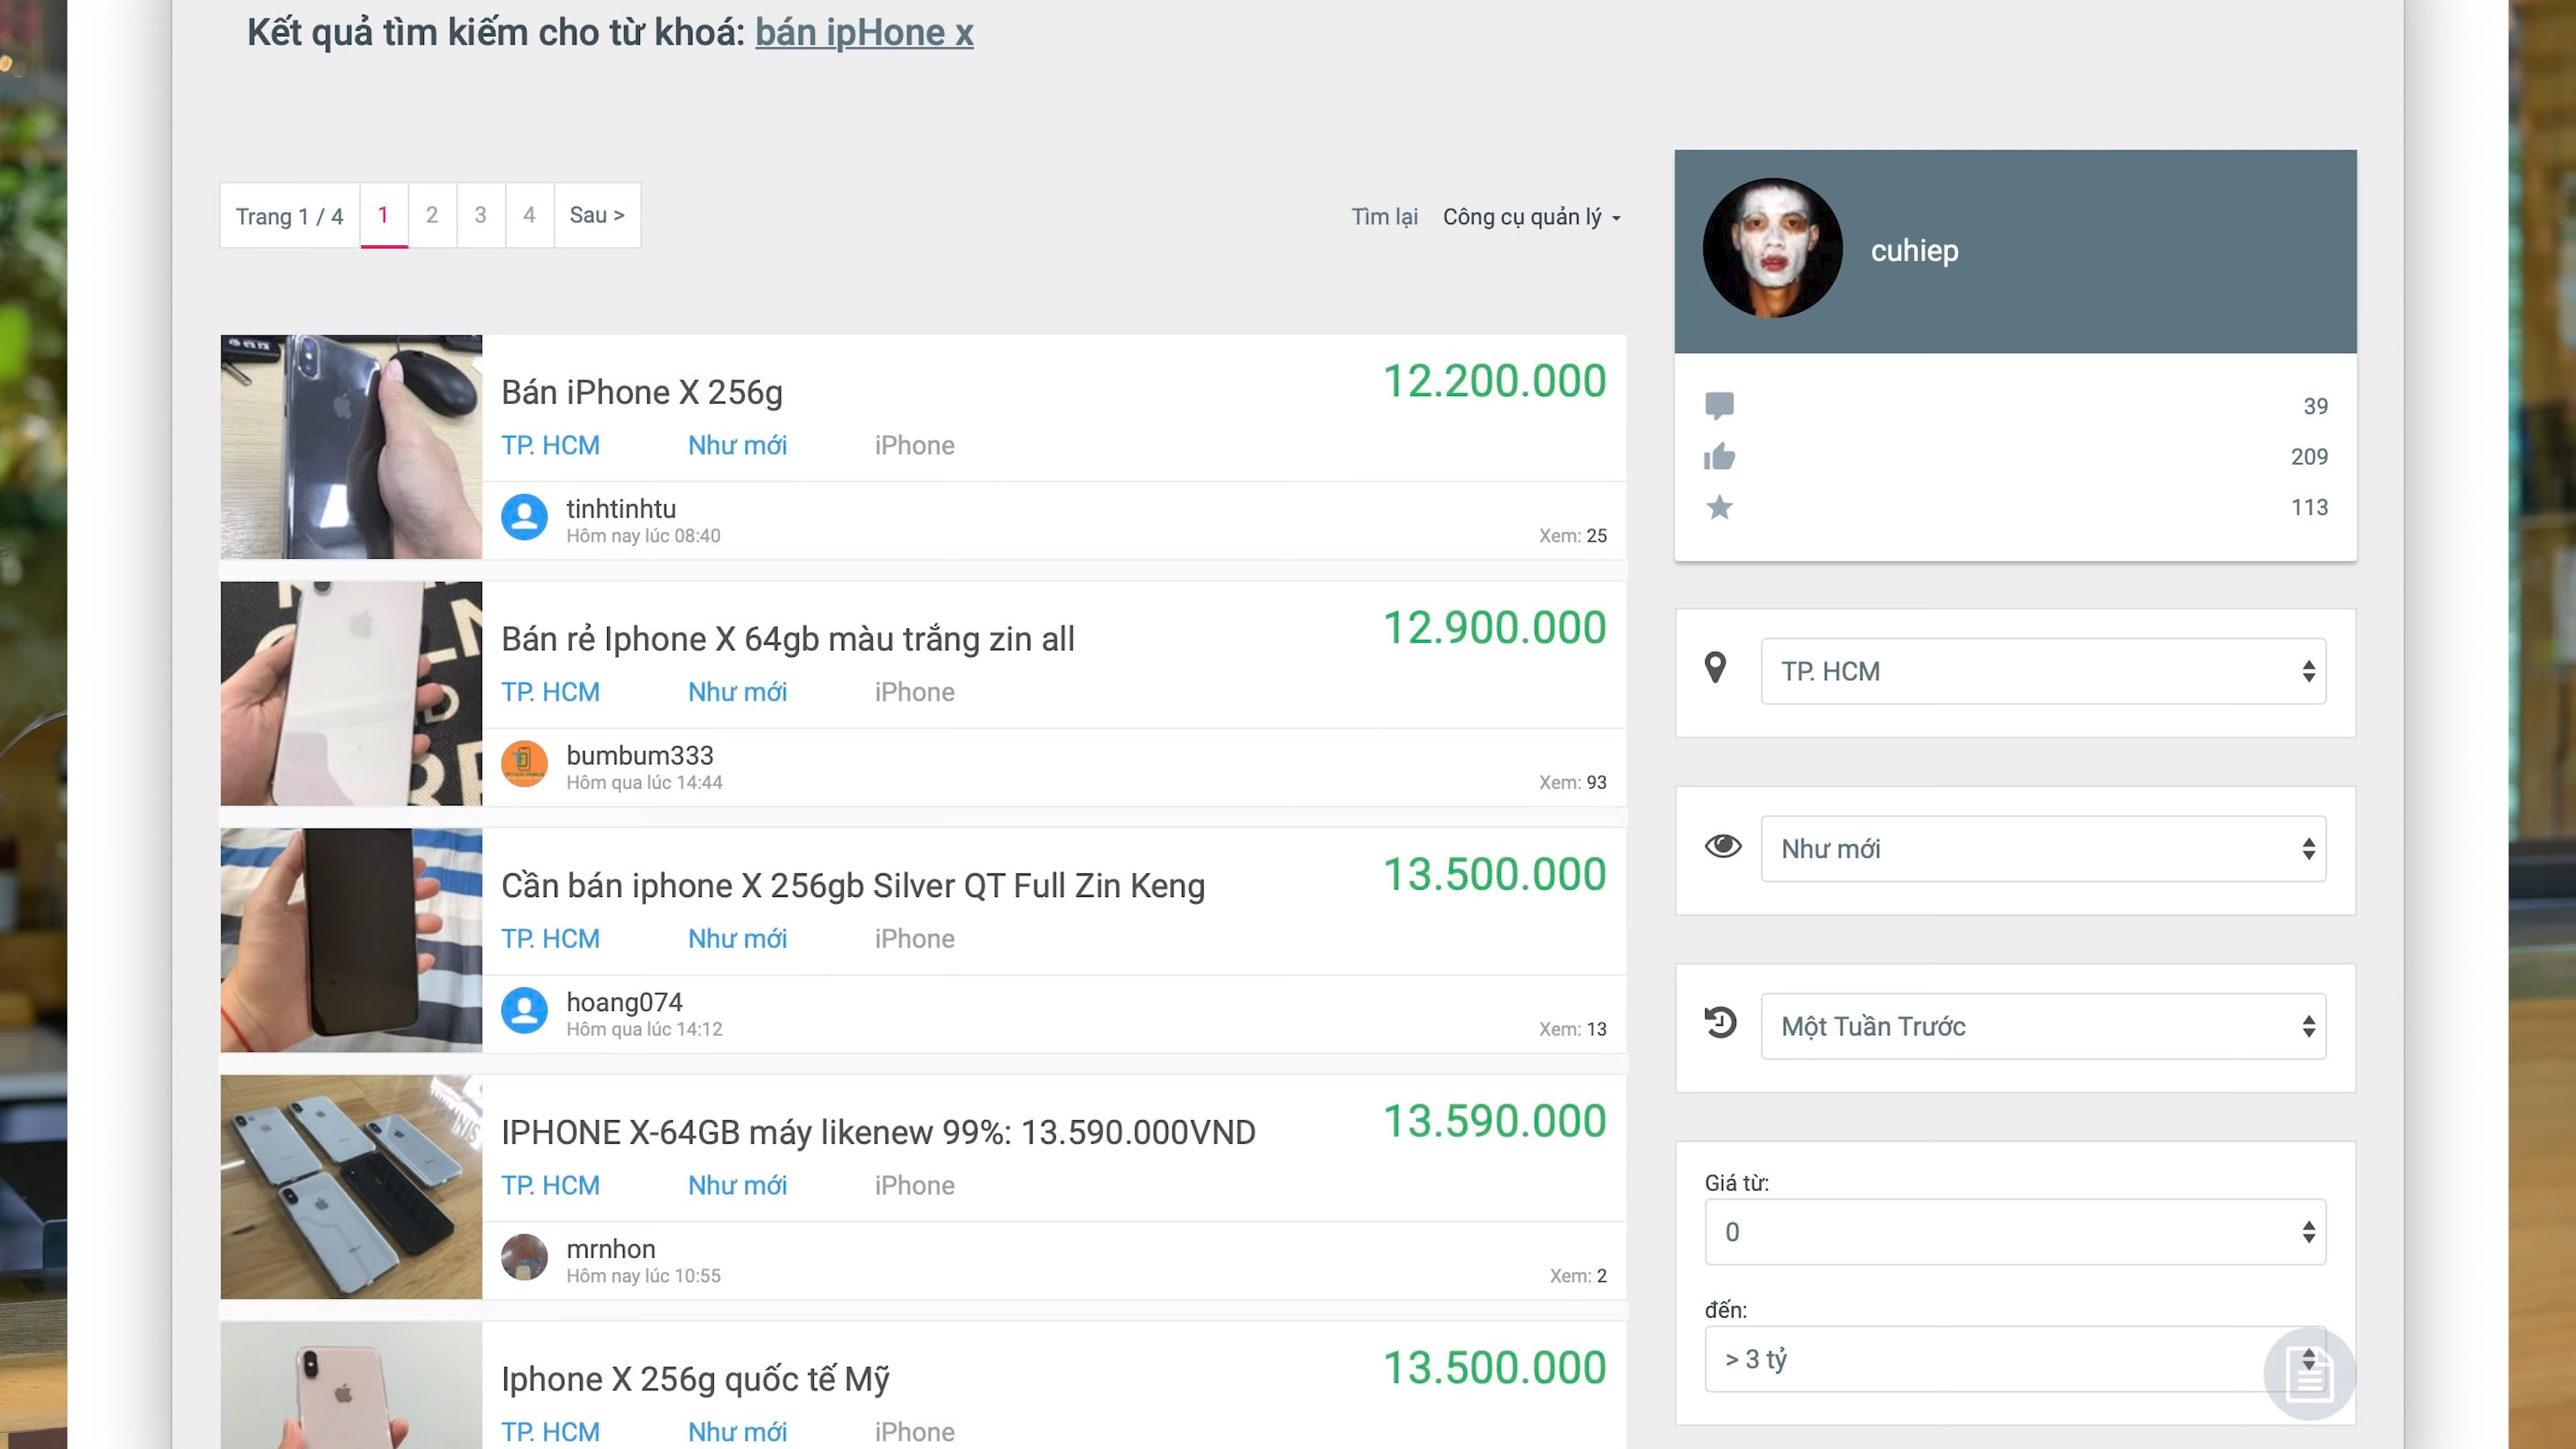 Kết quả tìm kiếm cho từ khoá: bán ipHone x
Trang 1 / 4 1 2 3 4 Sau >
Tìm lại Công cụ quản lý
Bán iPhone X 256g
12.200.000
TP. HCM Như mới iPhone
tinhtinhtu
Hôm nay lúc 08:40
Xem: 25
Bán rẻ Iphone X 64gb màu trắng zin all
12.900.000
TP. HCM Như mới iPhone
bumbum333
Hôm qua lúc 14:44
Xem: 93
Cần bán iphone X 256gb Silver QT Full Zin Keng
13.500.000
TP. HCM Như mới iPhone
hoang074
Hôm qua lúc 14:12
Xem: 13
IPHONE X-64GB máy likenew 99%: 13.590.000VND
13.590.000
TP. HCM Như mới iPhone
mrnhon
Hôm nay lúc 10:55
Xem: 2
Iphone X 256g quốc tế Mỹ
13.500.000
TP. HCM Như mới iPhone
cuhiep
39
209
113
TP. HCM
Như mới
Một Tuần Trước
Giá từ:
0
đến:
> 3 tỷ